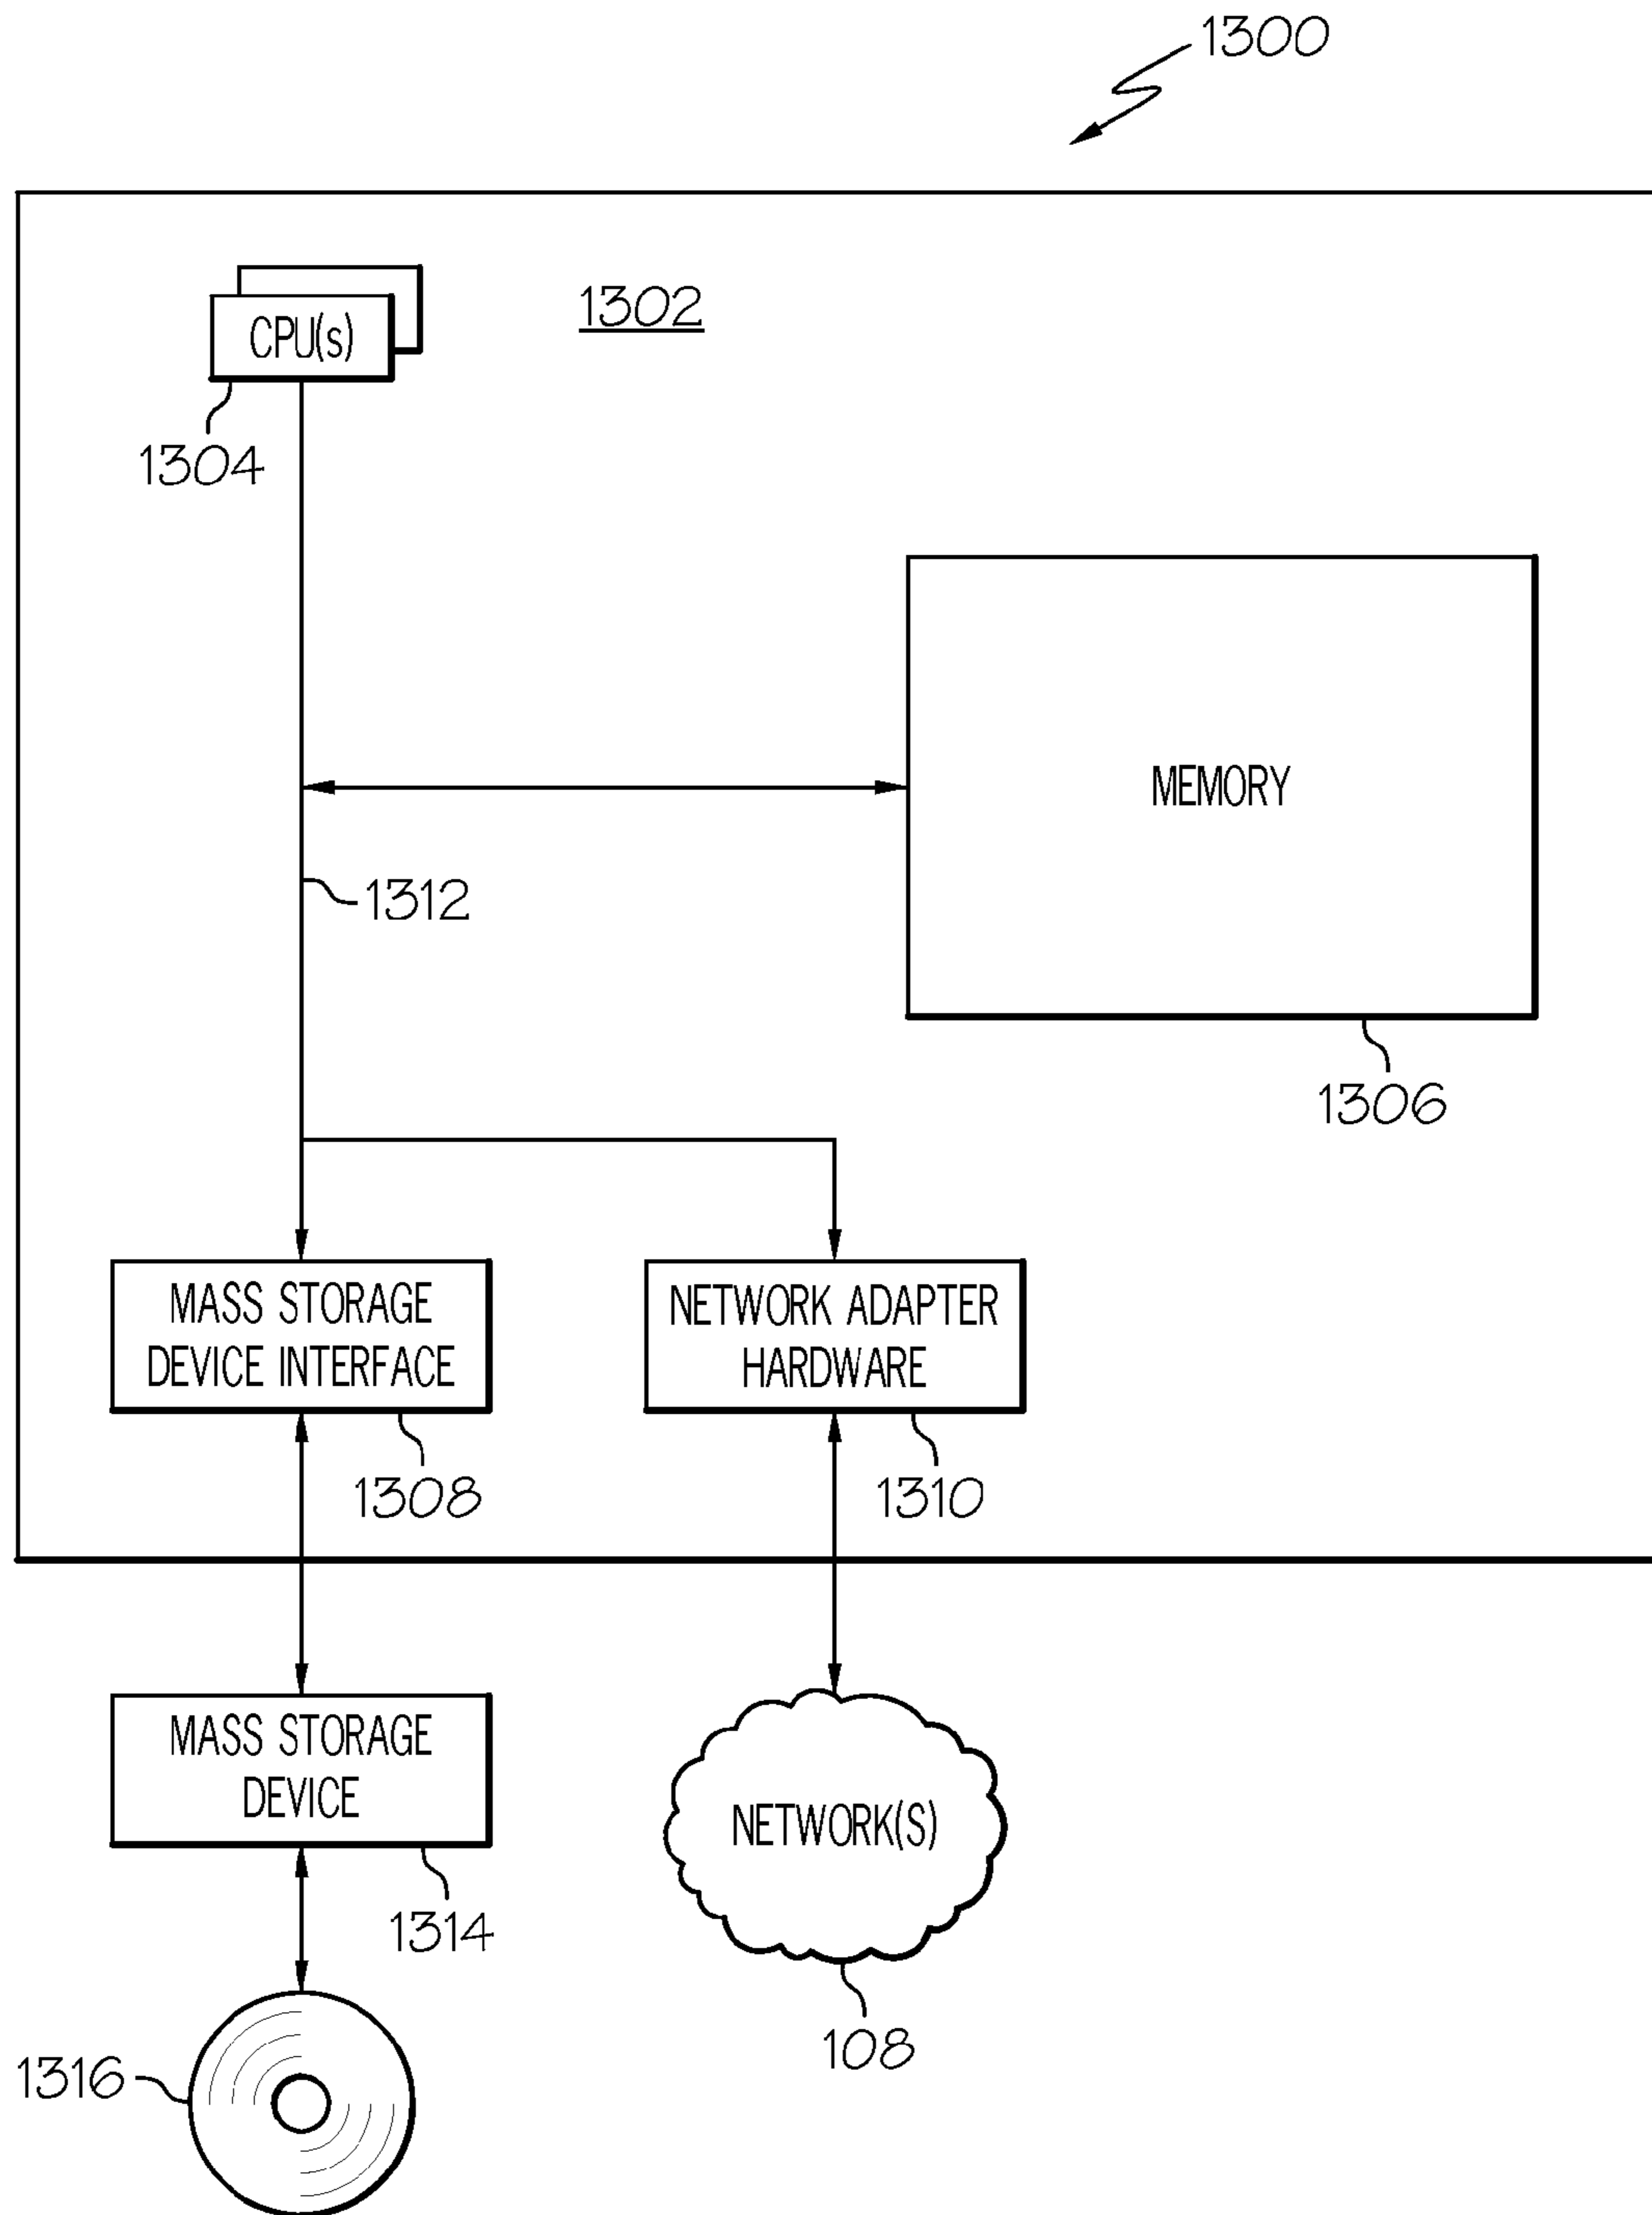 1300
CPU(s)
1302
1304
MEMORY
1312
1306
MASS STORAGE
DEVICE INTERFACE
NETWORK ADAPTER
HARDWARE
1308
1310
MASS STORAGE
DEVICE
NETWORK(S)
1314
108
1316